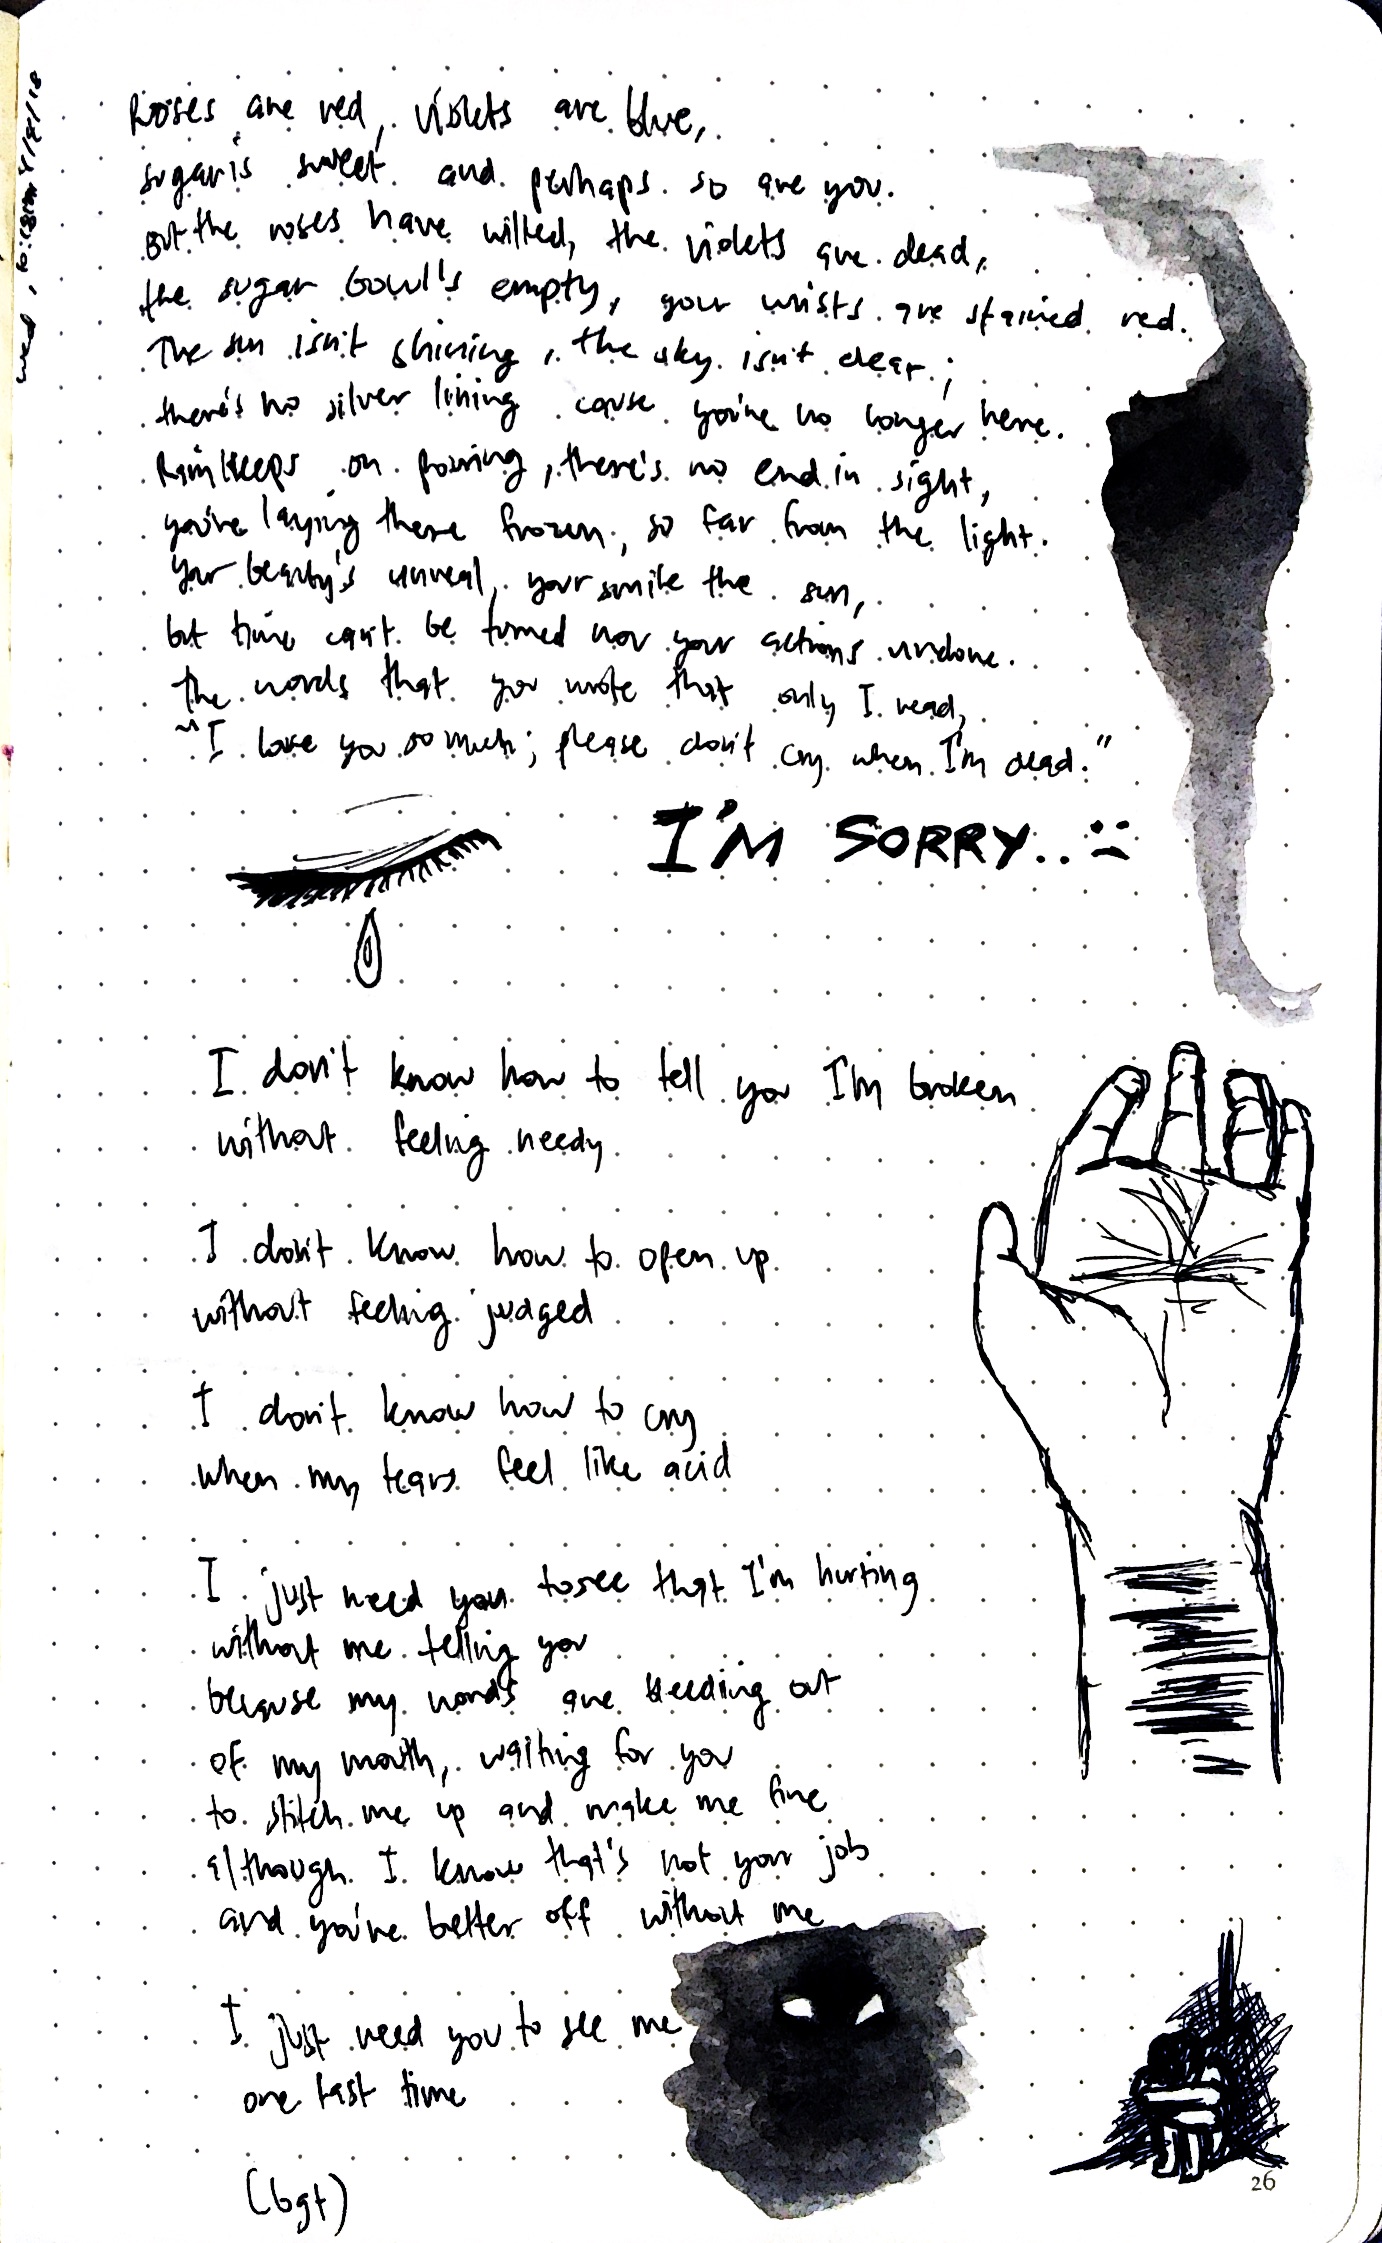 wed, 10:18pm 4/18/18
Roses are red, violets are blue,
sugar is sweet and perhaps so are you.
But the roses have wilted, the violets are dead,
the sugar bowl's empty, your wrists are stained red.
The sun isn't shining, the sky isn't clear;
there's no silver lining cause you're no longer here.
Rain keeps on pouring, there's no end in sight,
you're laying there frozen, so far from the light.
Your beauty's unreal, your smile the sun,
but time can't be turned nor your actions undone.
The words that you wrote that only I read,
"I love you so much; please don't cry when I'm dead."
I'M SORRY.. :(
I don't know how to tell you I'm broken
without feeling needy
I don't know how to open up
without feeling judged
I don't know how to cry
when my tears feel like acid
I just need you to see that I'm hurting
without me telling you
because my words are bleeding out
of my mouth, waiting for you
to stitch me up and make me fine
although I know that's not your job
and you're better off without me
I just need you to see me
one last time
(bgt)
26